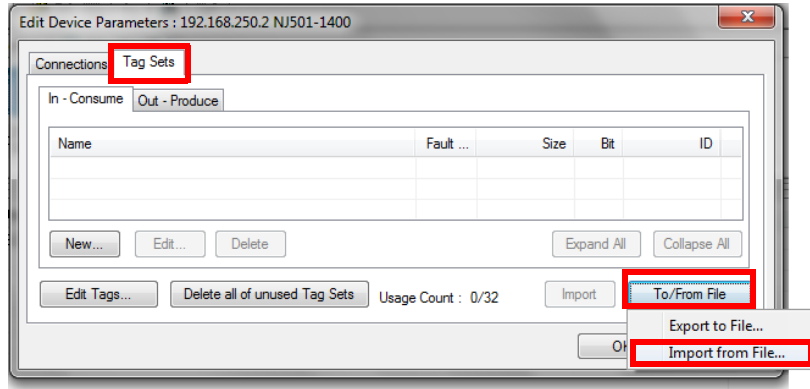 Edit Device Parameters : 192.168.250.2 NJ501-1400
x
Connections Tag Sets
In - Consume Out - Produce
Name Fault ... Size Bit ID
New... Edit... Delete Expand All Collapse All
Edit Tags... Delete all of unused Tag Sets Usage Count : 0/32 Import To/From File
Export to File...
Import from File...